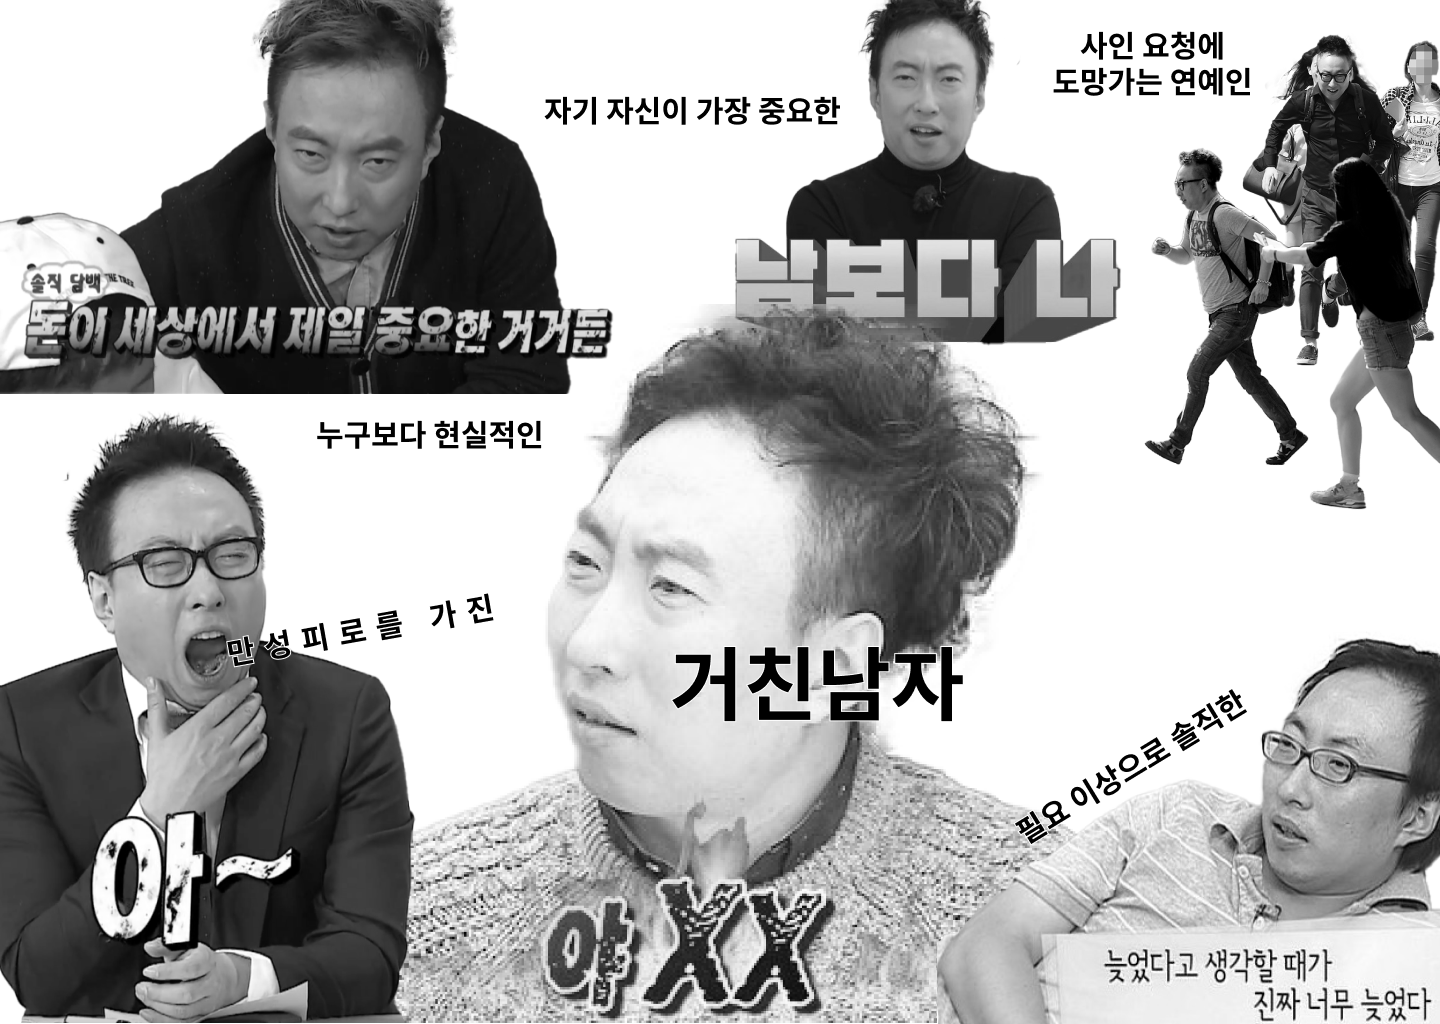 사인 요청에
도망가는 연예인
자기 자신이 가장 중요한
남보다 나
솔직 담백
돈이 세상에서 제일 중요한 거거든
누구보다 현실적인
만성피로를 가진
거친남자
필요 이상으로 솔직한
아~
야 XX
늦었다고 생각할 때가
진짜 너무 늦었다